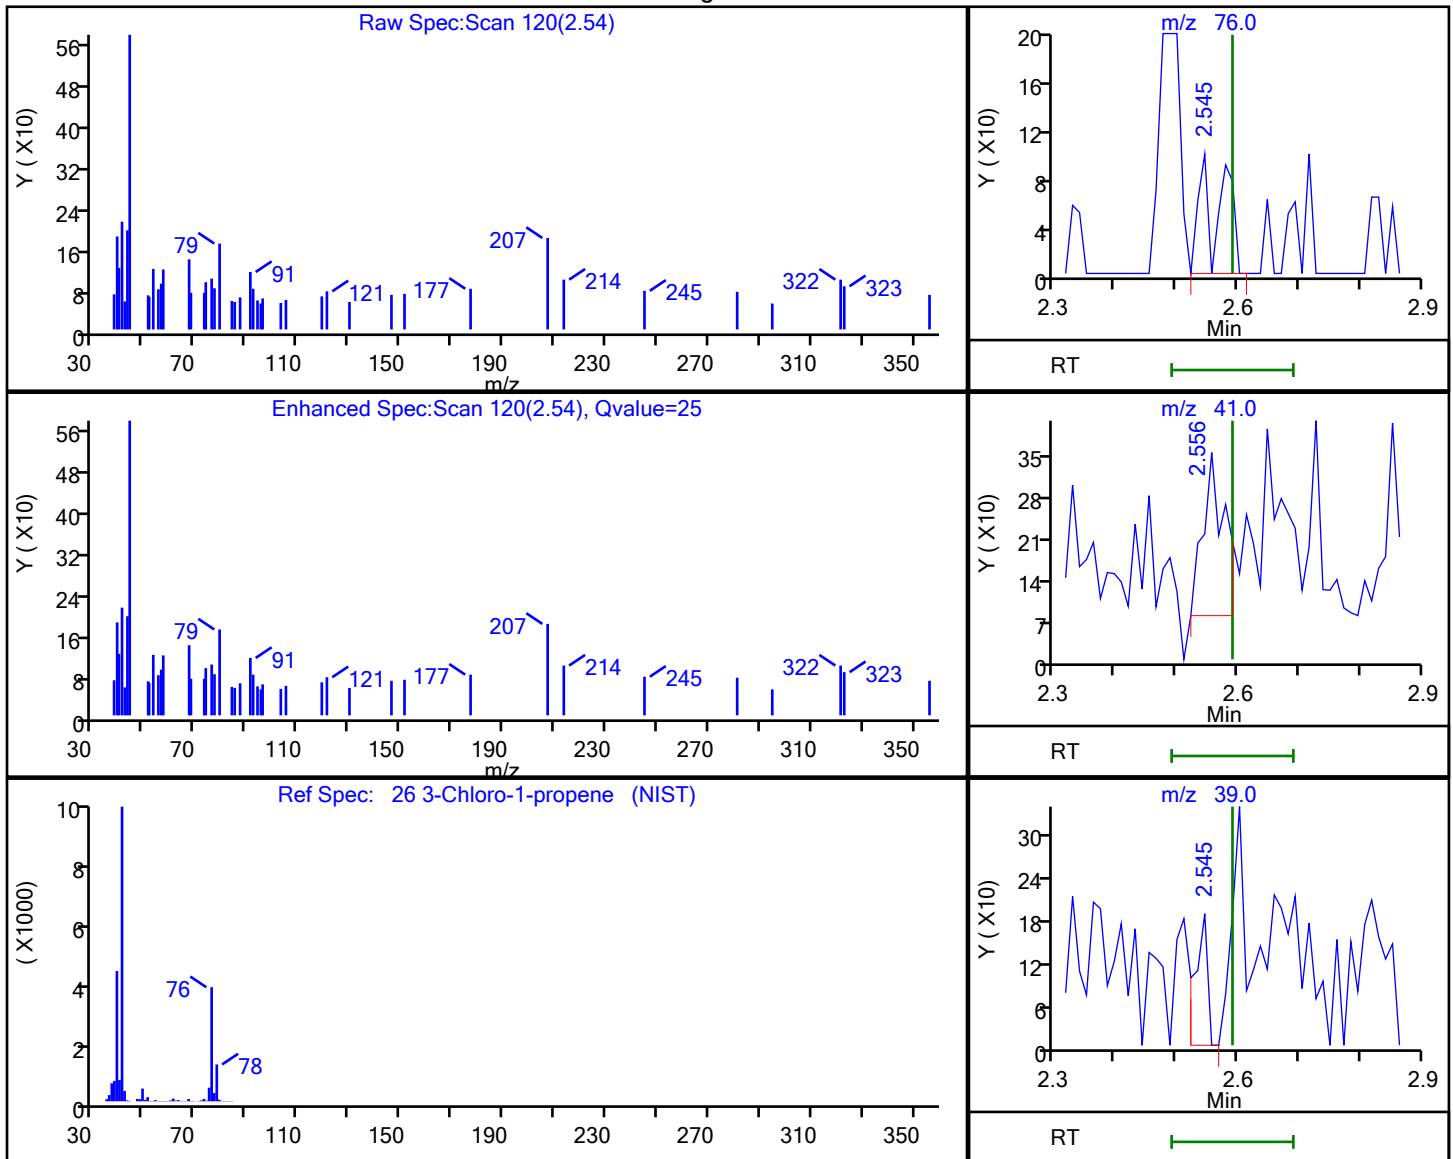 Raw Spec:Scan 120(2.54)
Y ( X10)
56
48
40
32
24
16
8
0
79
91
121
177
207
214
245
322
323
30 70 110 150 190 230 270 310 350
m/z
m/z 76.0
Y ( X10)
20
16
12
8
4
0
2.545
2.3 2.6 2.9
Min
RT
Enhanced Spec:Scan 120(2.54), Qvalue=25
Y ( X10)
56
48
40
32
24
16
8
0
79
91
121
177
207
214
245
322
323
30 70 110 150 190 230 270 310 350
m/z
m/z 41.0
Y ( X10)
35
28
21
14
7
0
2.556
2.3 2.6 2.9
Min
RT
Ref Spec: 26 3-Chloro-1-propene (NIST)
( X1000)
10
8
6
4
2
0
76
78
30 70 110 150 190 230 270 310 350
m/z 39.0
Y ( X10)
30
24
18
12
6
0
2.545
2.3 2.6 2.9
Min
RT